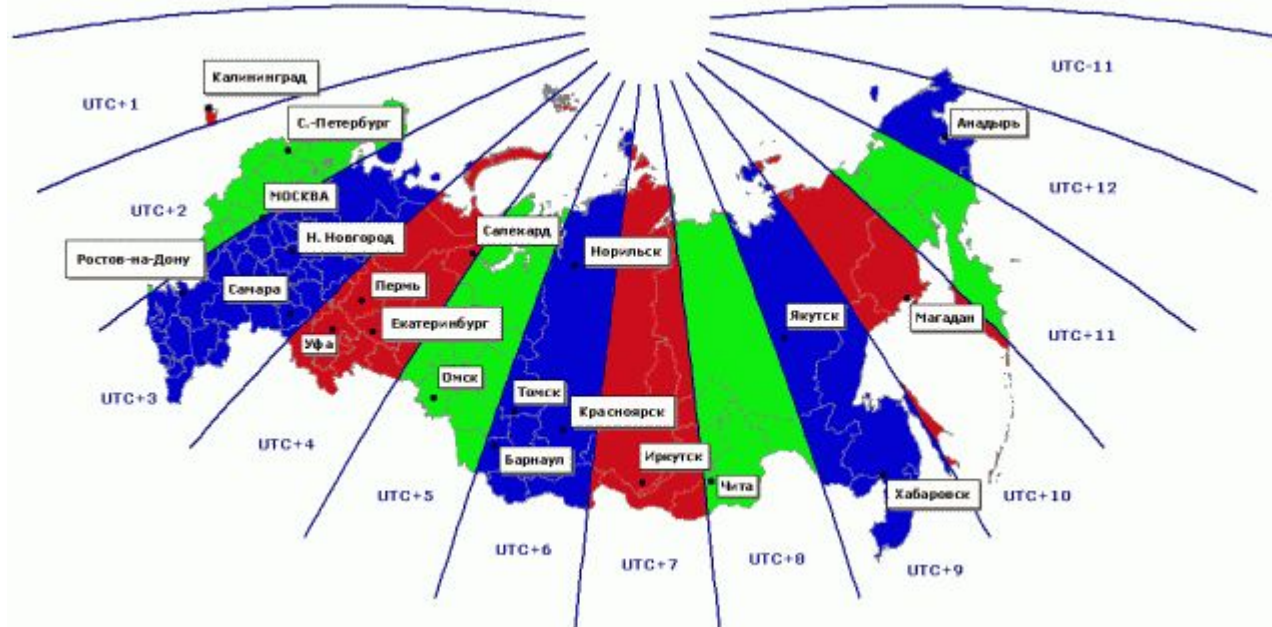 Калининград
UTC-11
UTC+1
С.-Петербург
Анадырь
UTC+12
МОСКВА
UTC+2
Н. Новгород
Салехард
Норильск
Ростов-на-Дону
Самара
Пермь
Якутск
Магадан
Екатеринбург
Уфа
UTC+11
Омск
Томск
UTC+3
Красноярск
UTC+4
Барнаул
Иркутск
Чита
Хабаровск
UTC+5
UTC+10
UTC+6
UTC+7
UTC+8
UTC+9